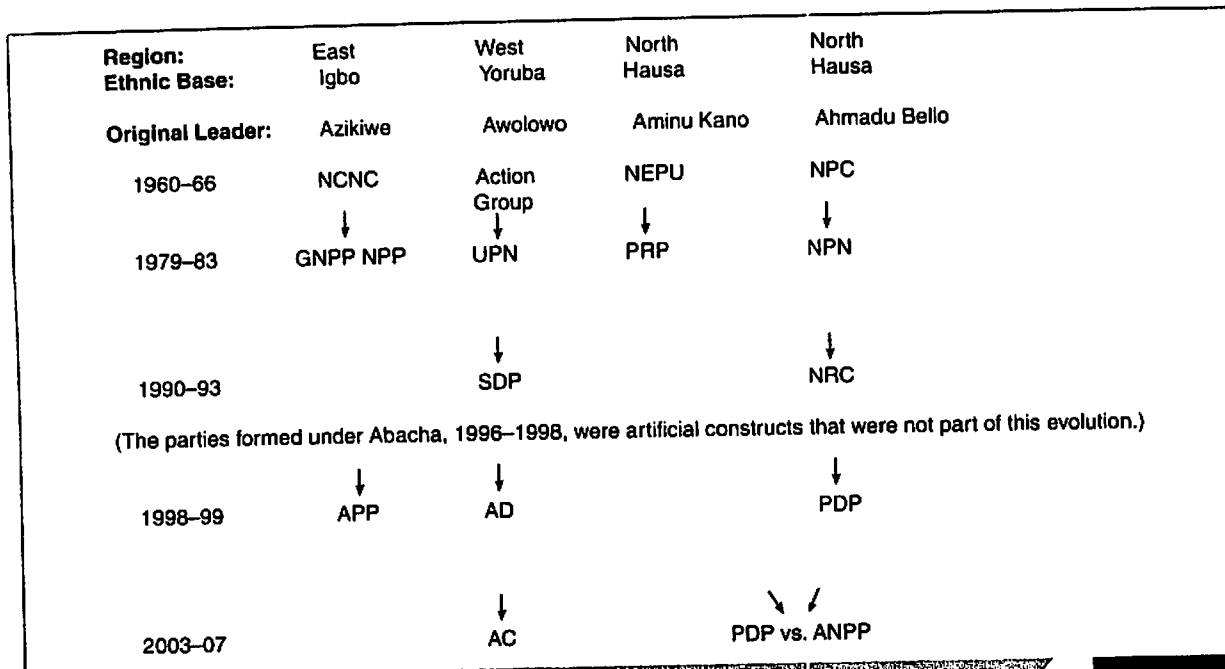 Region: East West North North
Ethnic Base: Igbo Yoruba Hausa Hausa
Original Leader: Azikiwe Awolowo Aminu Kano Ahmadu Bello
1960–66 NCNC Action NEPU NPC
Group
1979–83 GNPP NPP UPN PRP NPN
1990–93 SDP NRC
(The parties formed under Abacha, 1996–1998, were artificial constructs that were not part of this evolution.)
1998–99 APP AD PDP
2003–07 AC PDP vs. ANPP